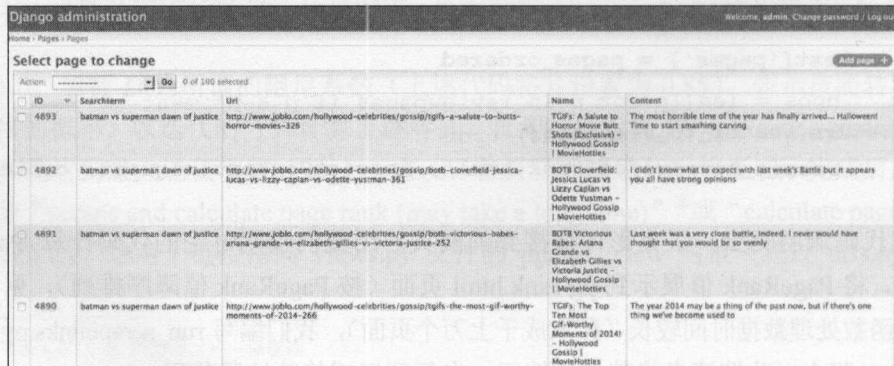 Django administration
Welcome, admin. Change password / Log out
Home › Pages › Pages
Select page to change
Add page +
Action: --------- Go 0 of 100 selected
ID Searchterm Url Name Content
4893 batman vs superman dawn of justice http://www.joblo.com/hollywood-celebrities/gossip/tgifs-a-salute-to-butts-horror-movies-326 TGIFs: A Salute to Horror Movie Butt Shots (Exclusive) – Hollywood Gossip | MovieHotties The most horrible time of the year has finally arrived... Halloween! Time to start smashing carving
4892 batman vs superman dawn of justice http://www.joblo.com/hollywood-celebrities/gossip/botb-cloverfield-jessica-lucas-vs-lizzy-caplan-vs-odette-yustman-361 BOTB Cloverfield: Jessica Lucas vs Lizzy Caplan vs Odette Yustman – Hollywood Gossip | MovieHotties I didn't know what to expect with last week's Battle but it appears you all have strong opinions
4891 batman vs superman dawn of justice http://www.joblo.com/hollywood-celebrities/gossip/botb-victorious-babes-ariana-grande-vs-elizabeth-gillies-vs-victoria-justice-252 BOTB Victorious Babes: Ariana Grande vs Elizabeth Gillies vs Victoria Justice – Hollywood Gossip | MovieHotties Last week was a very close battle, indeed. I never would have thought that you would be so evenly
4890 batman vs superman dawn of justice http://www.joblo.com/hollywood-celebrities/gossip/tgifs-the-most-gif-worthy-moments-of-2014-266 TGIFs: The Top Ten Most Gif-Worthy Moments of 2014! – Hollywood Gossip | MovieHotties The year 2014 may be a thing of the past now, but if there's one thing we've become used to